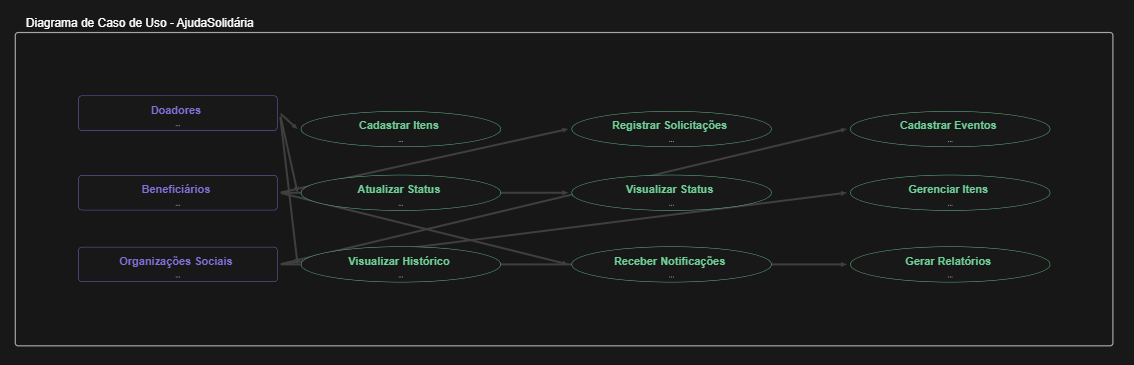 Diagrama de Caso de Uso - AjudaSolidária
Doadores
...
Cadastrar Itens
...
Registrar Solicitações
...
Cadastrar Eventos
...
Beneficiários
...
Atualizar Status
...
Visualizar Status
...
Gerenciar Itens
...
Organizações Sociais
...
Visualizar Histórico
...
Receber Notificações
...
Gerar Relatórios
...